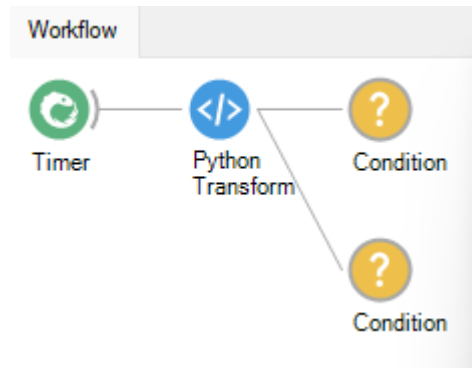 Workflow
</>
?
Timer
Python
Transform
Condition
?
Condition